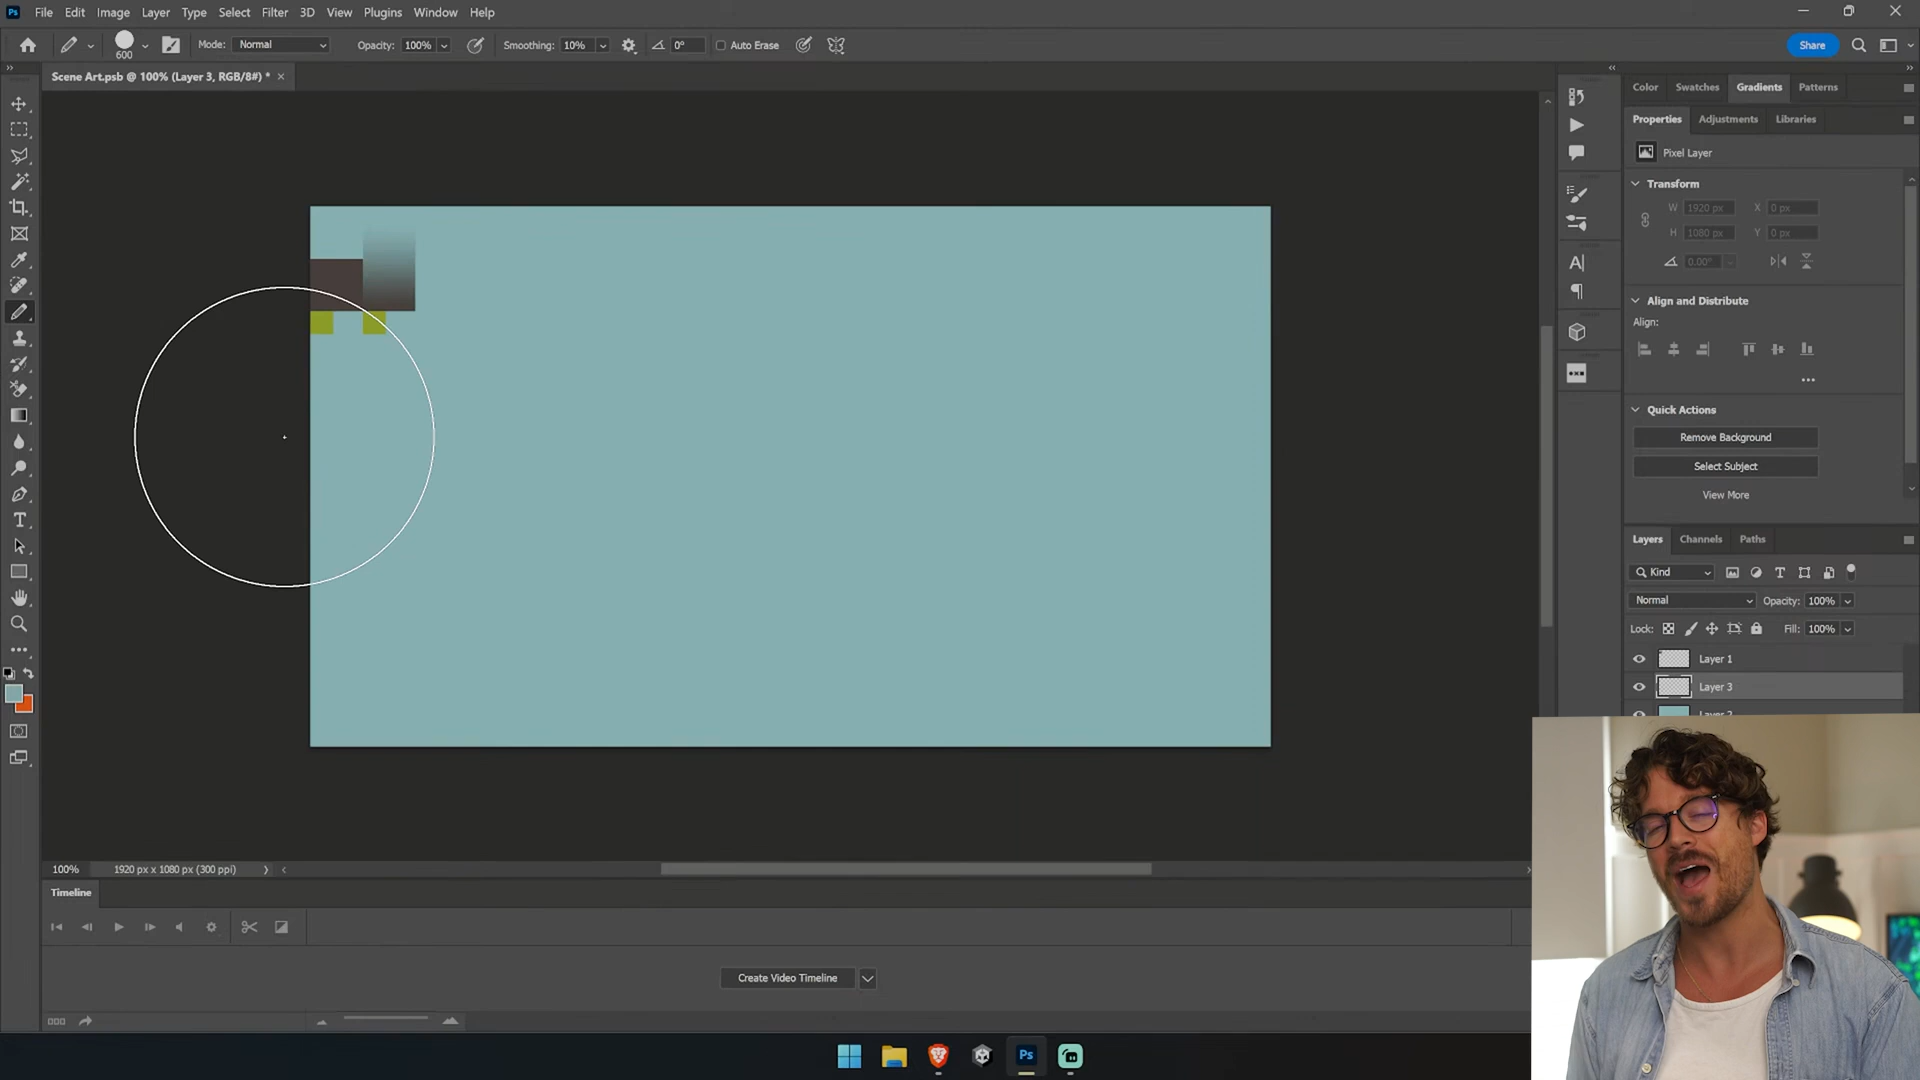 Ps File Edit Image Layer Type Select Filter 3D View Plugins Window Help
600 Mode: Normal Opacity: 100% Smoothing: 10% 0° Auto Erase Share
Scene Art.psb @ 100% (Layer 3, RGB/8#) * ×
Color Swatches Gradients Patterns
Properties Adjustments Libraries
Pixel Layer
Transform
W 1920 px X 0 px
H 1080 px Y 0 px
0.00°
Align and Distribute
Align:
Quick Actions
Remove Background
Select Subject
View More
Layers Channels Paths
Kind
Normal Opacity: 100%
Lock: Fill: 100%
Layer 1
Layer 3
Layer 2
100% 1920 px x 1080 px (300 ppi)
Timeline
Create Video Timeline
Ps